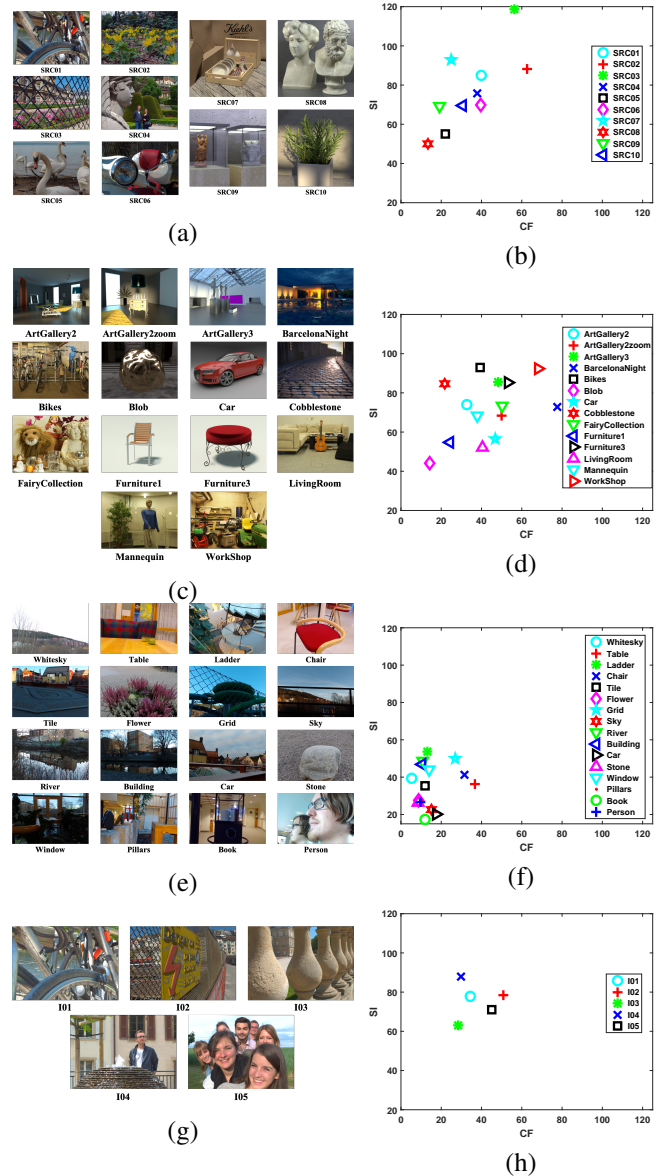 SRC01 SRC02
SRC03 SRC04
SRC05 SRC06
Kiehl's
SRC07 SRC08
SRC09 SRC10
(a)
120
100
80
60
40
20
SI
0 20 40 60 80 100 120
CF
SRC01
SRC02
SRC03
SRC04
SRC05
SRC06
SRC07
SRC08
SRC09
SRC10
(b)
ArtGallery2 ArtGallery2zoom ArtGallery3 BarcelonaNight
Bikes Blob Car Cobblestone
FairyCollection Furniture1 Furniture3 LivingRoom
Mannequin WorkShop
(c)
120
100
80
60
40
20
SI
0 20 40 60 80 100 120
CF
ArtGallery2
ArtGallery2zoom
ArtGallery3
BarcelonaNight
Bikes
Blob
Car
Cobblestone
FairyCollection
Furniture1
Furniture3
LivingRoom
Mannequin
WorkShop
(d)
Whitesky Table Ladder Chair
Tile Flower Grid Sky
River Building Car Stone
Window Pillars Book Person
(e)
120
100
80
60
40
20
SI
0 20 40 60 80 100 120
CF
Whitesky
Table
Ladder
Chair
Tile
Flower
Grid
Sky
River
Building
Car
Stone
Window
Pillars
Book
Person
(f)
I01 I02 I03
I04 I05
(g)
120
100
80
60
40
20
SI
0 20 40 60 80 100 120
CF
I01
I02
I03
I04
I05
(h)